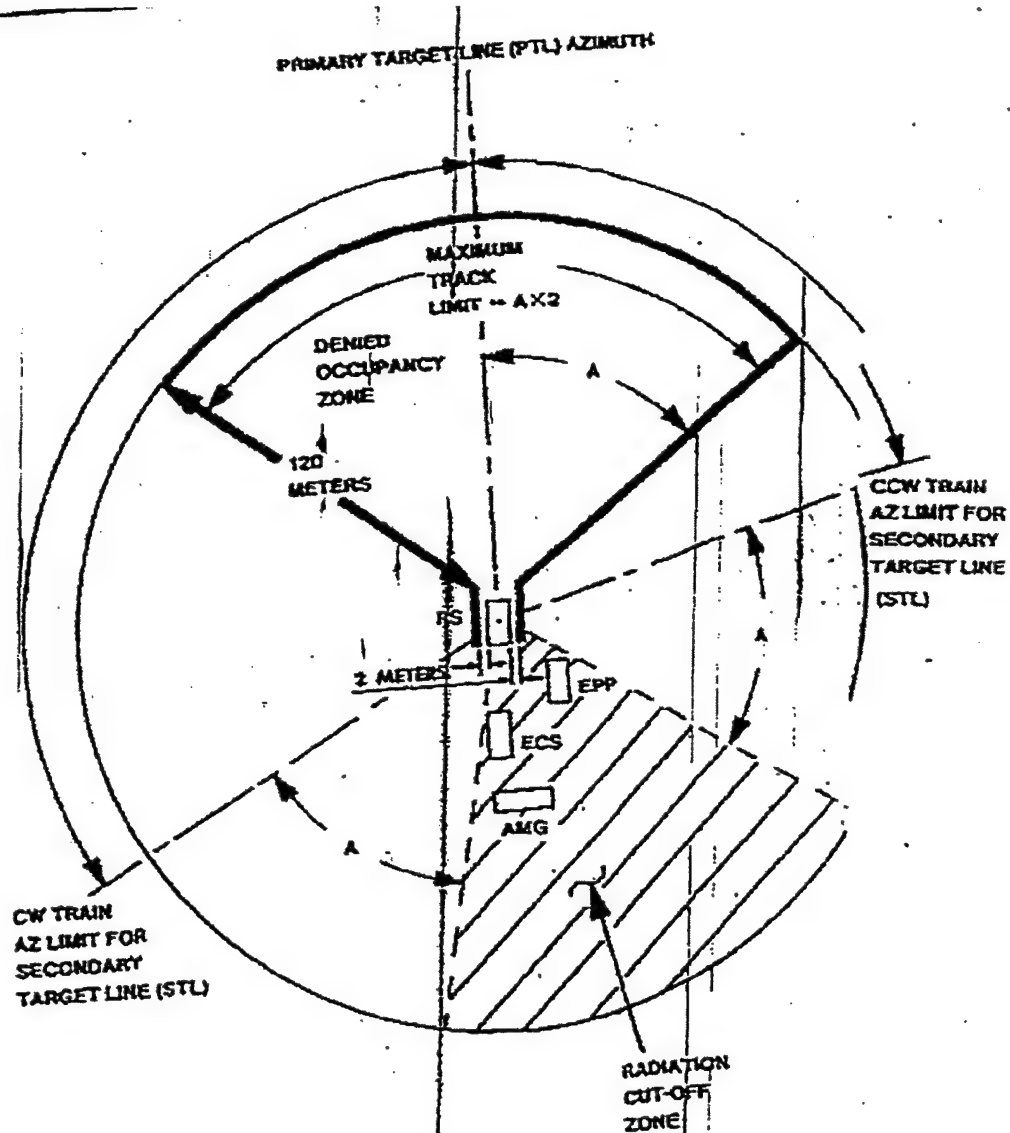 PRIMARY TARGET LINE (PTL) AZIMUTH
MAXIMUM
TRACK
LIMIT - A X 2
DENIED
OCCUPANCY
ZONE
A
120
METERS
CCW TRAIN
AZ LIMIT FOR
SECONDARY
TARGET LINE
(STL)
RS
A
2 METERS
EPP
ECS
AMG
A
CW TRAIN
AZ LIMIT FOR
SECONDARY
TARGET LINE (STL)
RADIATION
CUT-OFF
ZONE